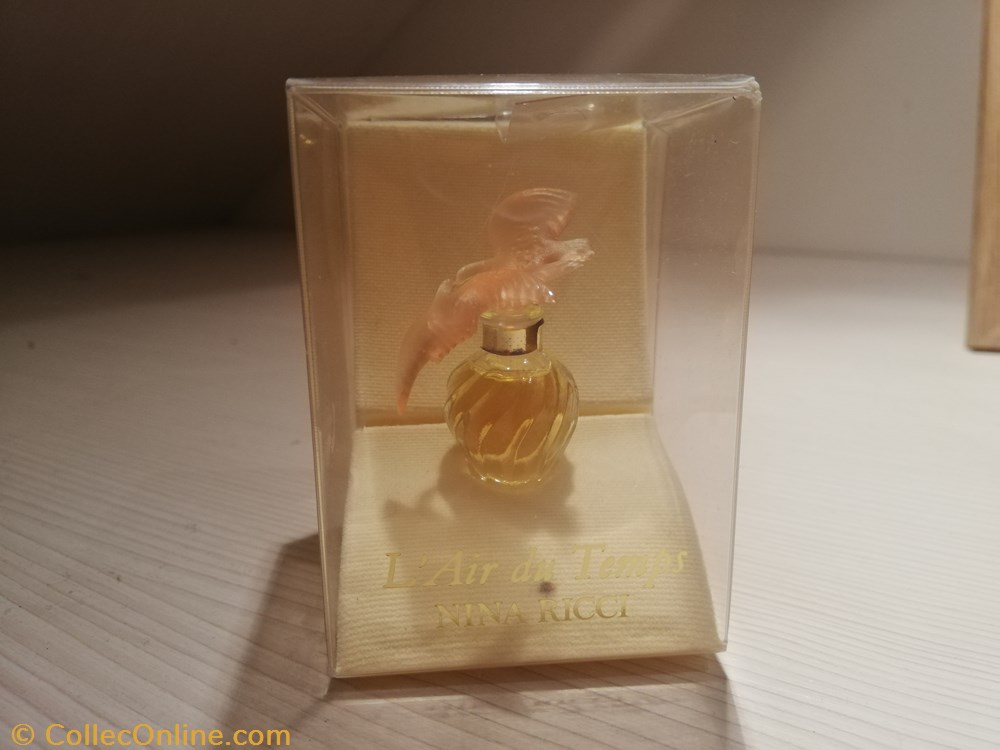 L'Air du Temps
NINA RICCI
© CollecOnline.com